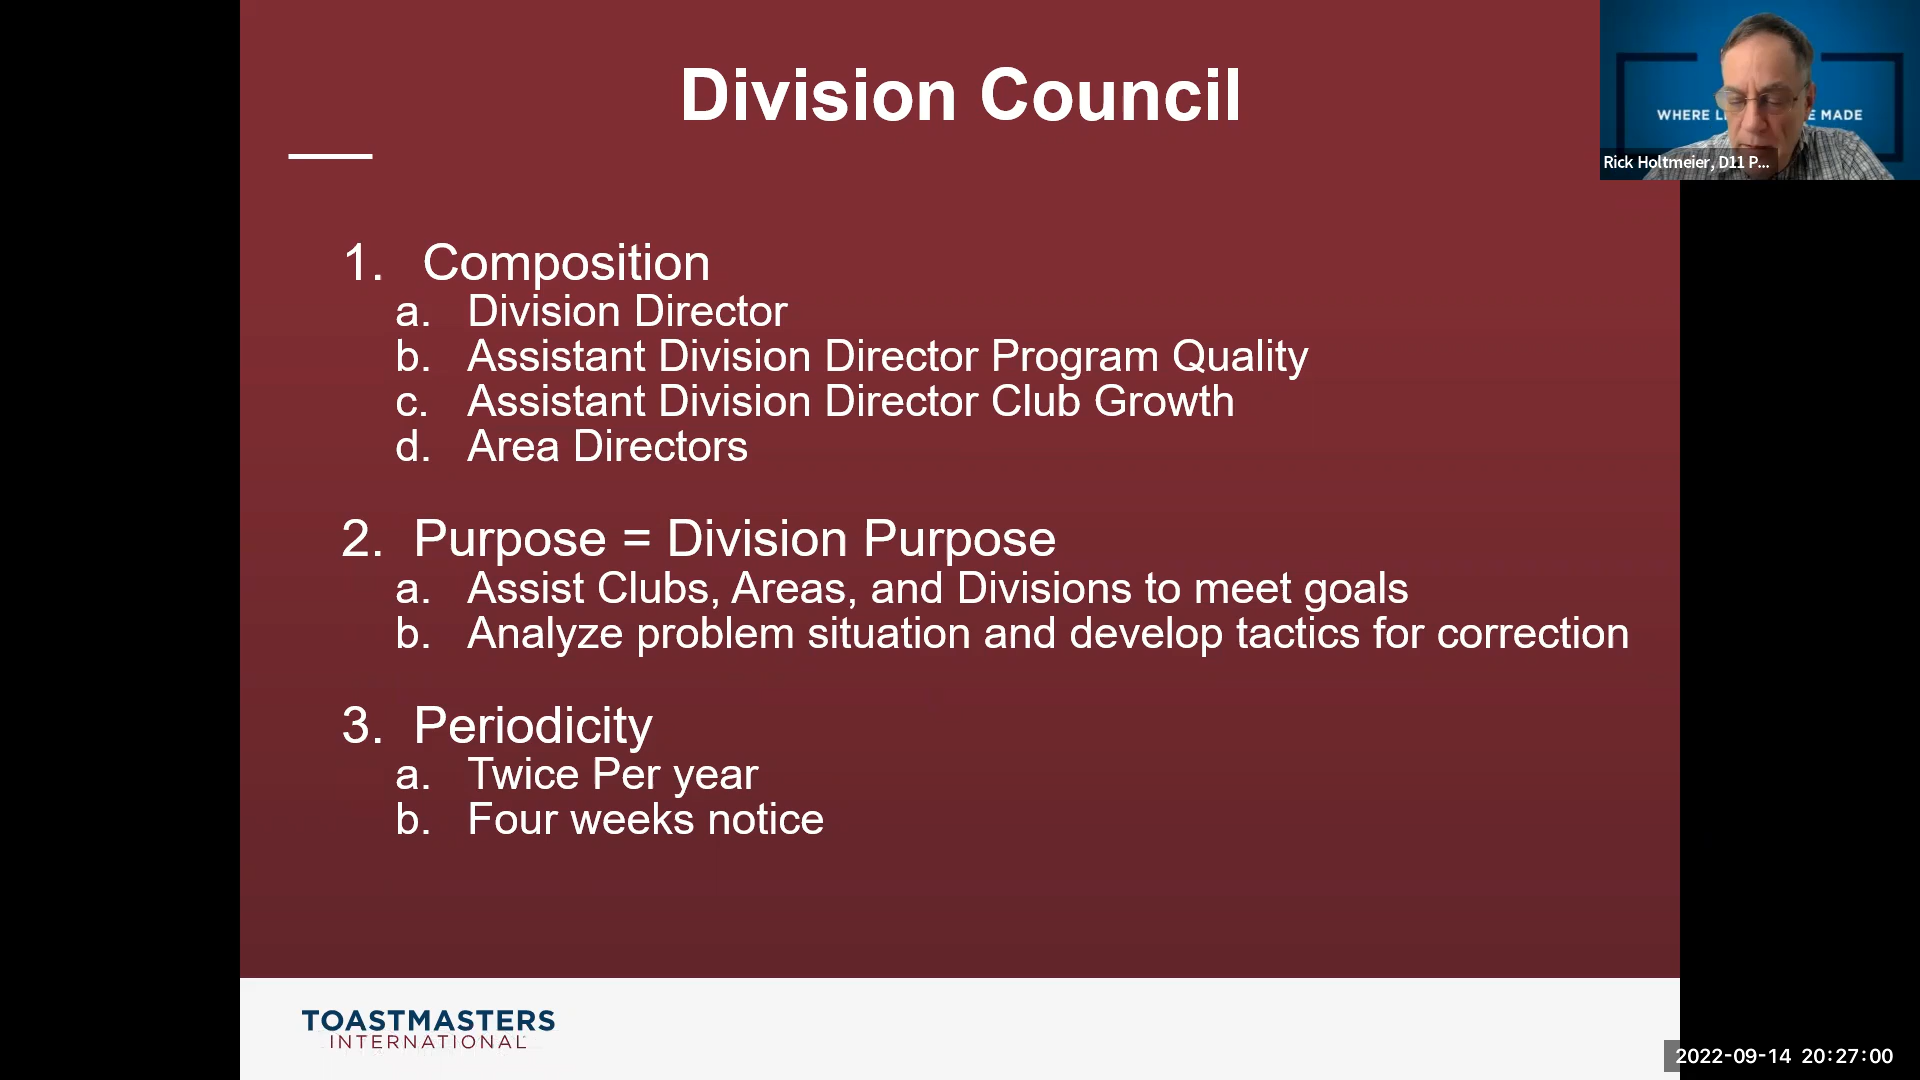 Division Council
WHERE L E MADE
Rick Holtmeier, D11 P...
1. Composition
a. Division Director
b. Assistant Division Director Program Quality
c. Assistant Division Director Club Growth
d. Area Directors
2. Purpose = Division Purpose
a. Assist Clubs, Areas, and Divisions to meet goals
b. Analyze problem situation and develop tactics for correction
3. Periodicity
a. Twice Per year
b. Four weeks notice
TOASTMASTERS
INTERNATIONAL
2022-09-14 20:27:00